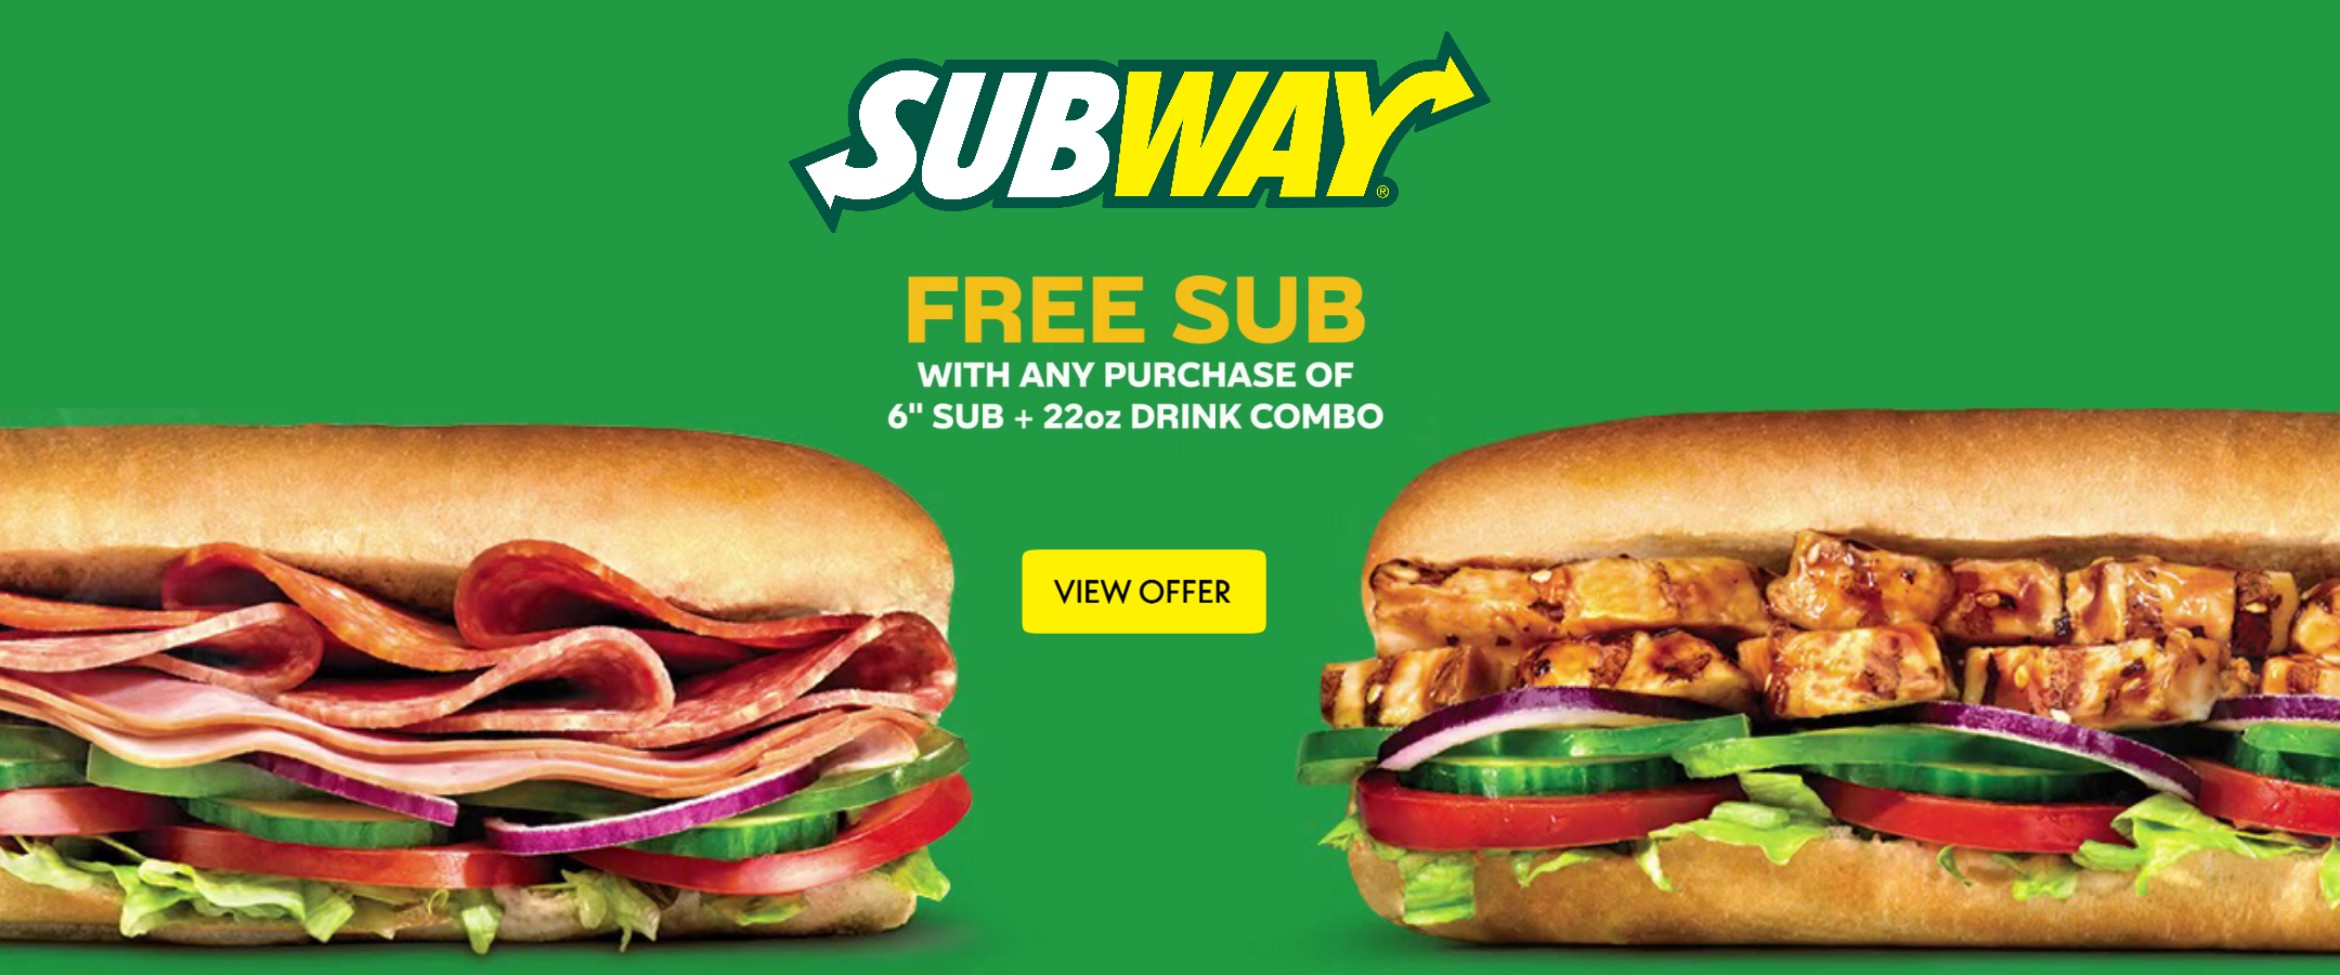 SUBWAY®
FREE SUB
WITH ANY PURCHASE OF
6" SUB + 22oz DRINK COMBO
VIEW OFFER